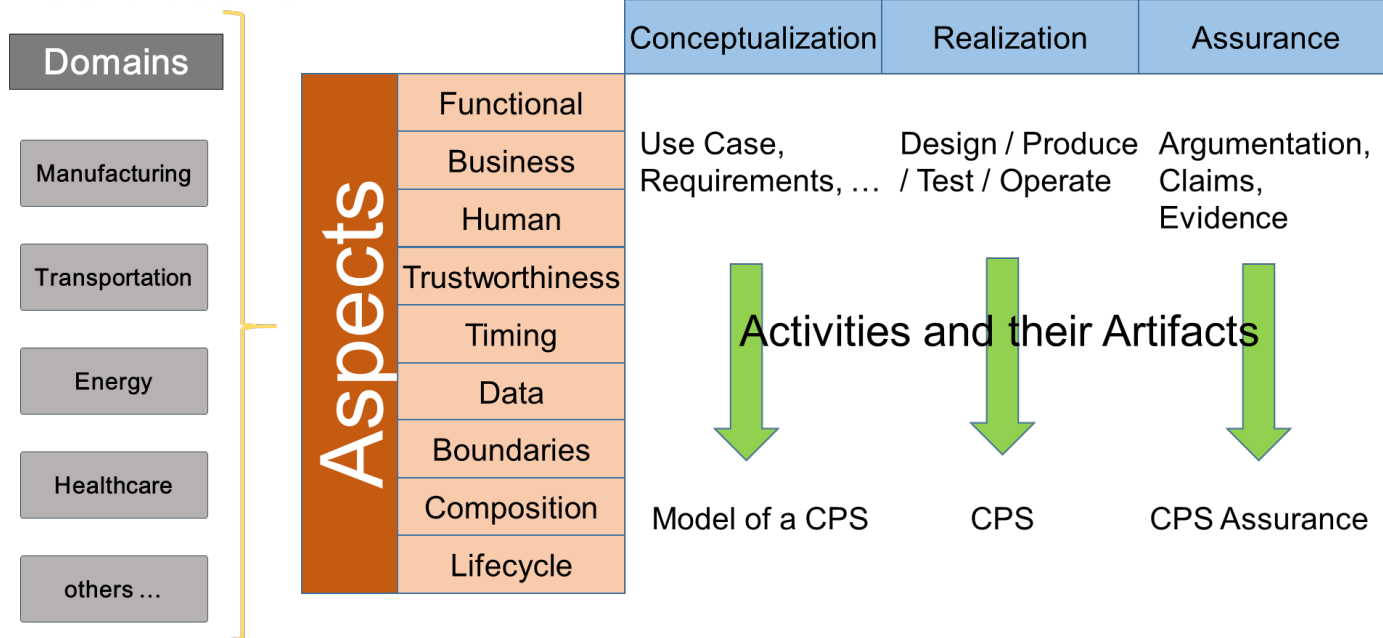 Domains
Manufacturing
Transportation
Energy
Healthcare
others ...
Aspects
Functional
Business
Human
Trustworthiness
Timing
Data
Boundaries
Composition
Lifecycle
Conceptualization
Realization
Assurance
Use Case,
Requirements, …
Design / Produce
/ Test / Operate
Argumentation,
Claims,
Evidence
Activities and their Artifacts
Model of a CPS
CPS
CPS Assurance